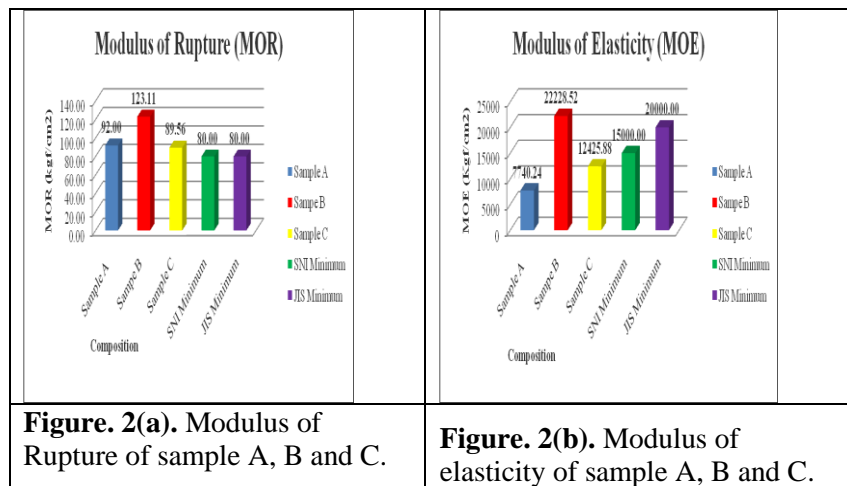 Modulus of Rupture (MOR)
MOR (kgf/cm2)
140.00
120.00
100.00
80.00
60.00
40.00
20.00
0.00
92.00
123.11
89.56
80.00
80.00
Sample A
Sampe B
Sample C
SNI Minimum
JIS Minimum
Composition
Sample A
Sampe B
Sample C
SNI Minimum
JIS Minimum
Figure. 2(a). Modulus of
Rupture of sample A, B and C.
Modulus of Elasticity (MOE)
MOE (Kgf/cm2)
25000
20000
15000
10000
5000
0
7740.24
22228.52
12425.88
15000.00
20000.00
Sample A
Sampe B
Sample C
SNI Minimum
JIS Minimum
Composition
Sample A
Sampe B
Sample C
SNI Minimum
JIS Minimum
Figure. 2(b). Modulus of
elasticity of sample A, B and C.